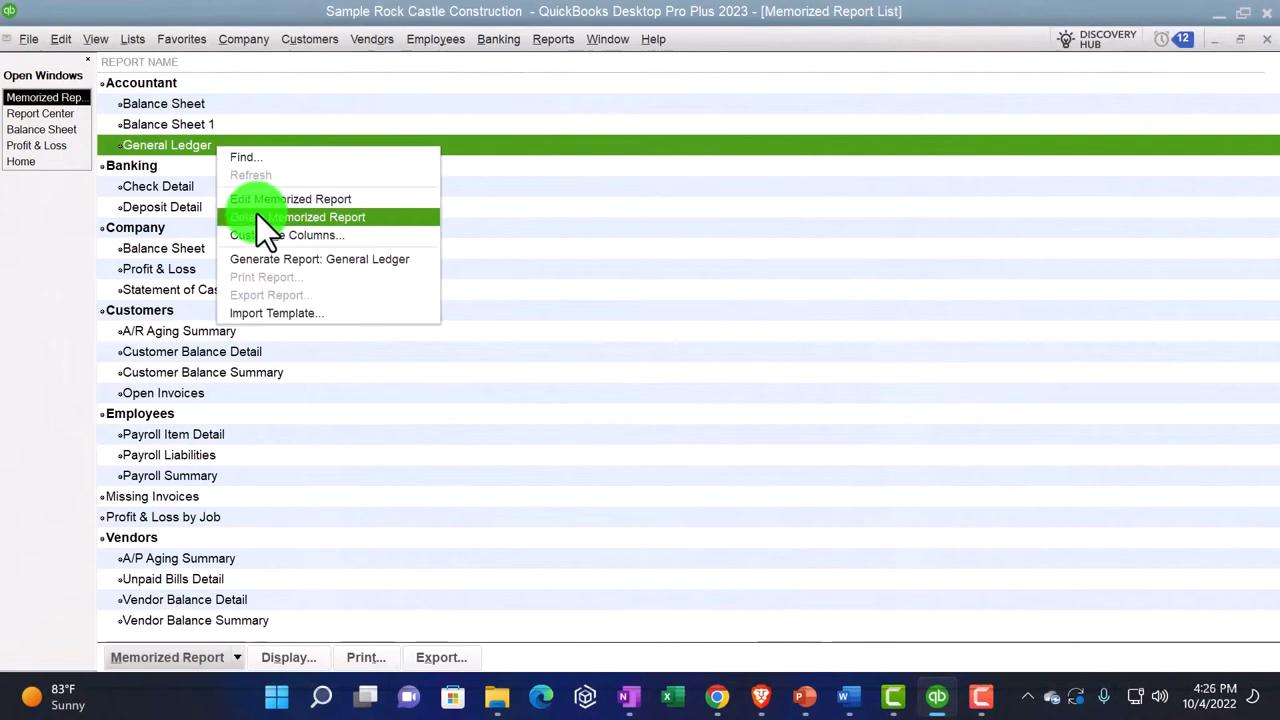 Sample Rock Castle Construction - QuickBooks Desktop Pro Plus 2023 - [Memorized Report List]
File Edit View Lists Favorites Company Customers Vendors Employees Banking Reports Window Help
DISCOVERY
HUB
12
Open Windows
Memorized Rep...
Report Center
Balance Sheet
Profit & Loss
Home
REPORT NAME
Accountant
Balance Sheet
Balance Sheet 1
General Ledger
Banking
Check Detail
Deposit Detail
Company
Balance Sheet
Profit & Loss
Statement of Cas
Customers
A/R Aging Summary
Customer Balance Detail
Customer Balance Summary
Open Invoices
Employees
Payroll Item Detail
Payroll Liabilities
Payroll Summary
Missing Invoices
Profit & Loss by Job
Vendors
A/P Aging Summary
Unpaid Bills Detail
Vendor Balance Detail
Vendor Balance Summary
Find...
Refresh
Edit Memorized Report
Memorized Report
Columns...
Generate Report: General Ledger
Print Report...
Export Report...
Import Template...
Memorized Report Display... Print... Export...
83°F
Sunny
4:26 PM
10/4/2022